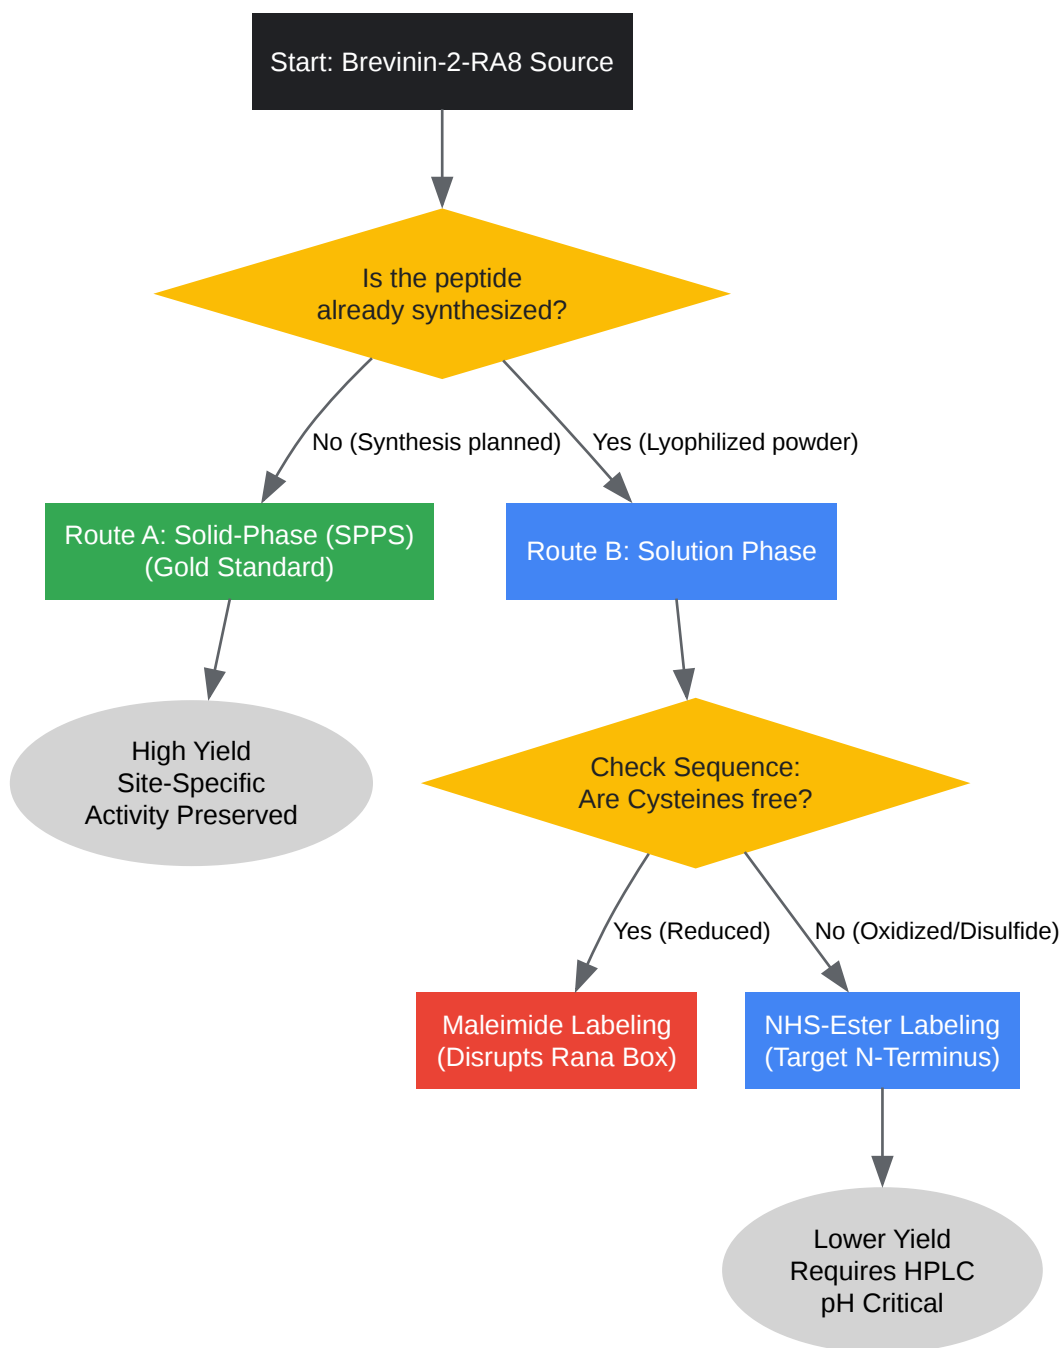 Start: Brevinin-2-RA8 Source
Is the peptide
already synthesized?
No (Synthesis planned)
Yes (Lyophilized powder)
Route A: Solid-Phase (SPPS)
(Gold Standard)
Route B: Solution Phase
High Yield
Site-Specific
Activity Preserved
Check Sequence:
Are Cysteines free?
Yes (Reduced)
No (Oxidized/Disulfide)
Maleimide Labeling
(Disrupts Rana Box)
NHS-Ester Labeling
(Target N-Terminus)
Lower Yield
Requires HPLC
pH Critical